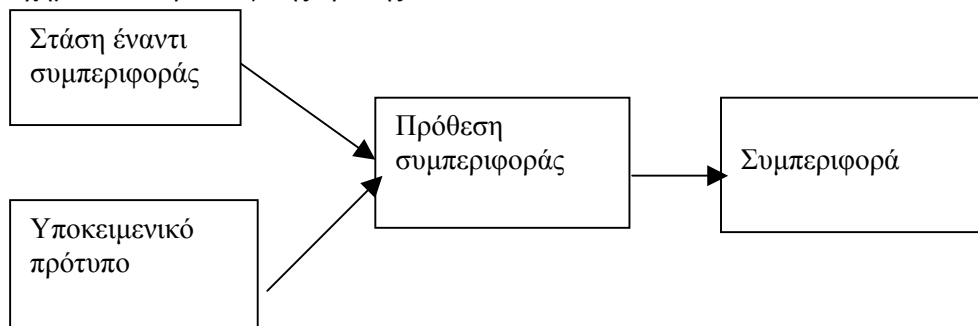 Στάση έναντι
συμπεριφοράς
Πρόθεση
συμπεριφοράς
Συμπεριφορά
Υποκειμενικό
πρότυπο